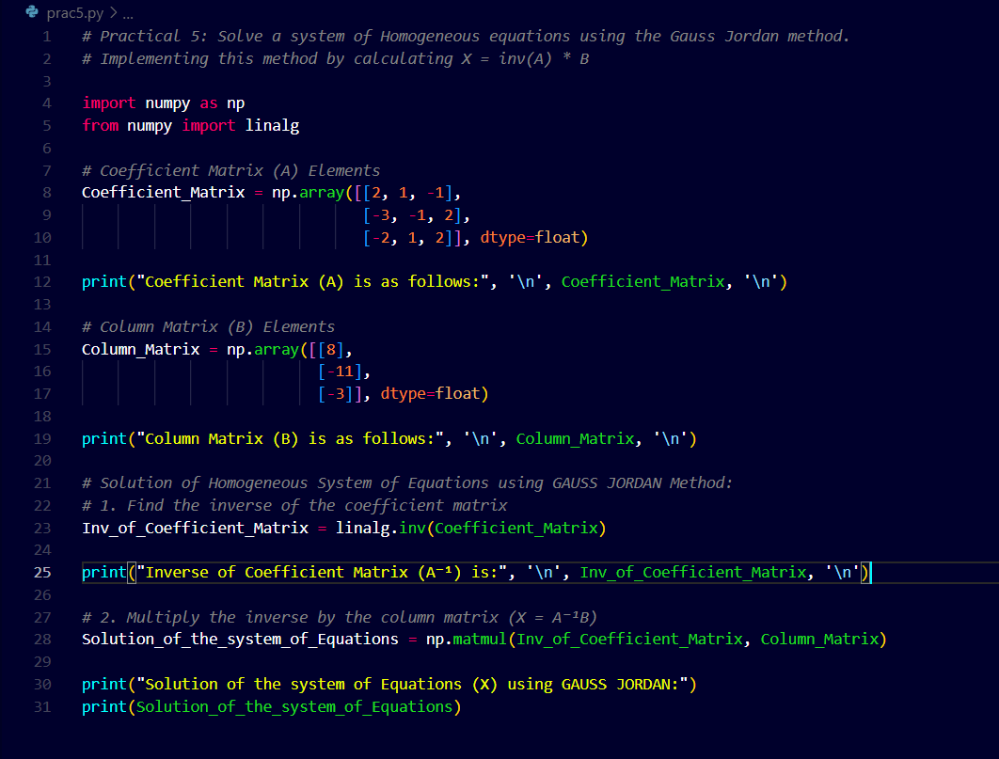 prac5.py > ...
1 # Practical 5: Solve a system of Homogeneous equations using the Gauss Jordan method.
2 # Implementing this method by calculating X = inv(A) * B
3
4 import numpy as np
5 from numpy import linalg
6
7 # Coefficient Matrix (A) Elements
8 Coefficient_Matrix = np.array([[2, 1, -1],
9                                [-3, -1, 2],
10                               [-2, 1, 2]], dtype=float)
11
12 print("Coefficient Matrix (A) is as follows:", '\n', Coefficient_Matrix, '\n')
13
14 # Column Matrix (B) Elements
15 Column_Matrix = np.array([[8],
16                           [-11],
17                           [-3]], dtype=float)
18
19 print("Column Matrix (B) is as follows:", '\n', Column_Matrix, '\n')
20
21 # Solution of Homogeneous System of Equations using GAUSS JORDAN Method:
22 # 1. Find the inverse of the coefficient matrix
23 Inv_of_Coefficient_Matrix = linalg.inv(Coefficient_Matrix)
24
25 print("Inverse of Coefficient Matrix (A⁻¹) is:", '\n', Inv_of_Coefficient_Matrix, '\n')
26
27 # 2. Multiply the inverse by the column matrix (X = A⁻¹B)
28 Solution_of_the_system_of_Equations = np.matmul(Inv_of_Coefficient_Matrix, Column_Matrix)
29
30 print("Solution of the system of Equations (X) using GAUSS JORDAN:")
31 print(Solution_of_the_system_of_Equations)